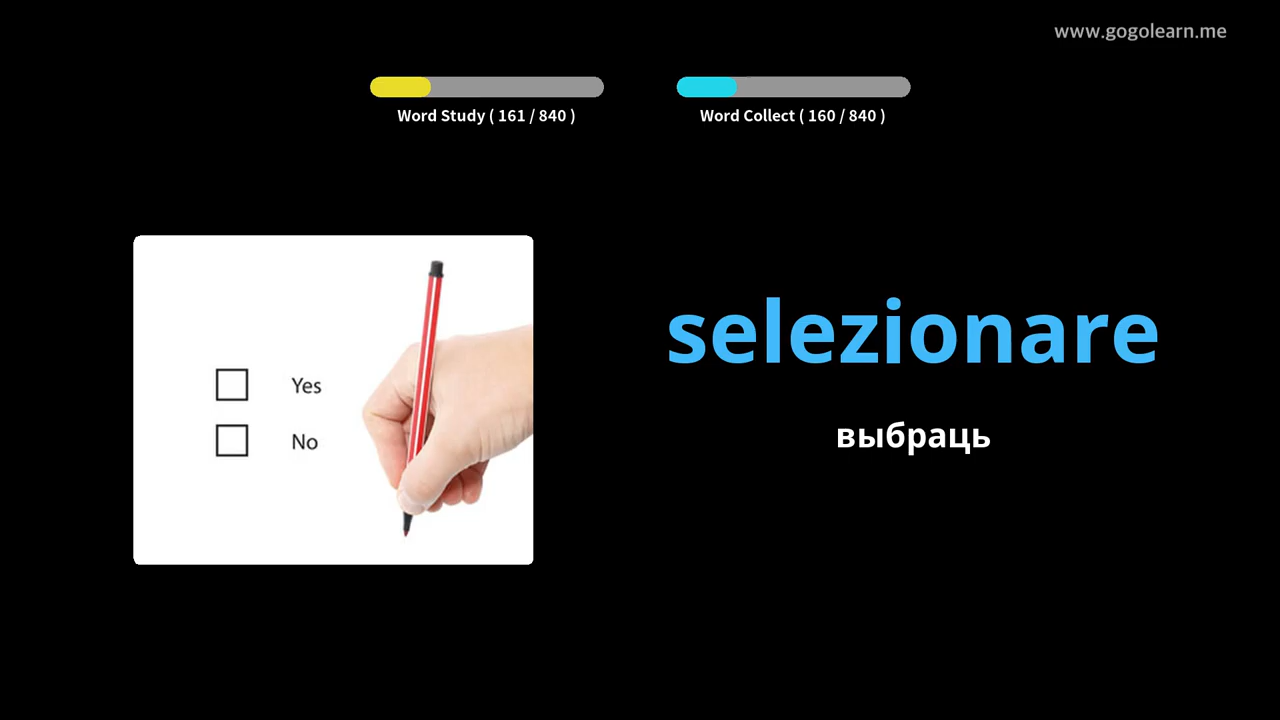 www.gogolearn.me
Word Study ( 161 / 840 )
Word Collect ( 160 / 840 )
Yes
No
selezionare
выбраць